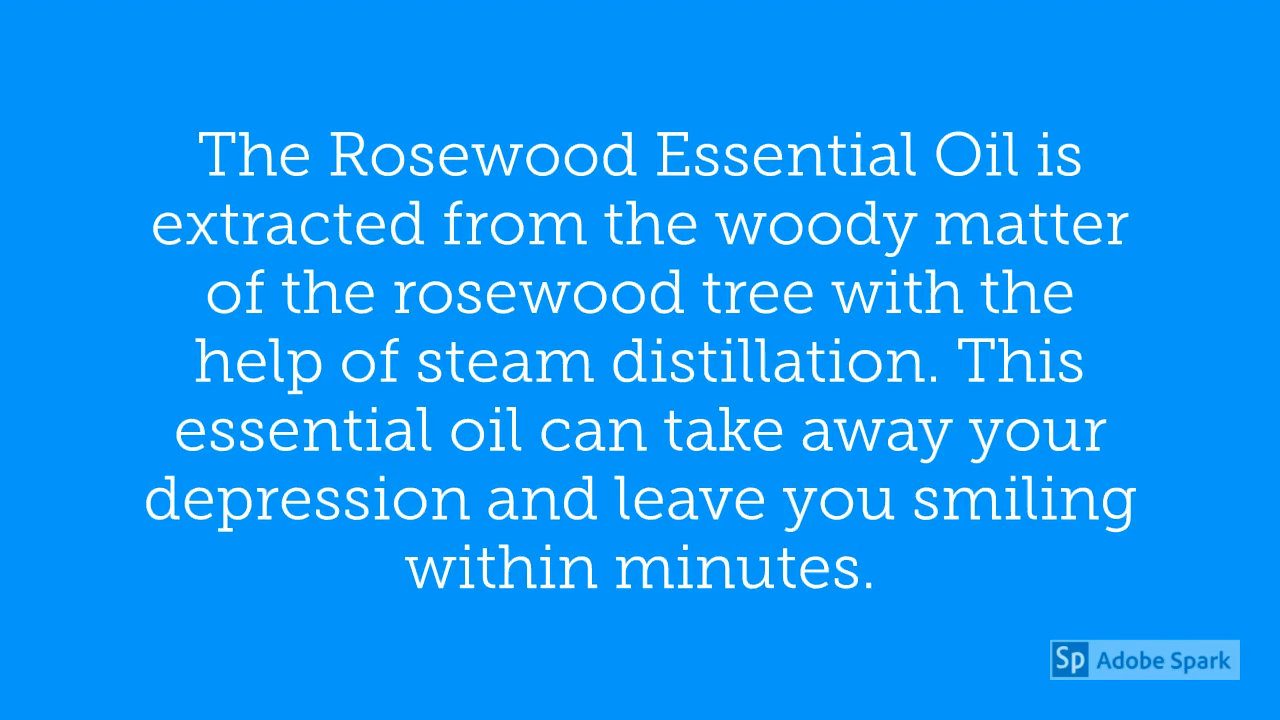 The Rosewood Essential Oil is
extracted from the woody matter
of the rosewood tree with the
help of steam distillation. This
essential oil can take away your
depression and leave you smiling
within minutes.
Sp Adobe Spark